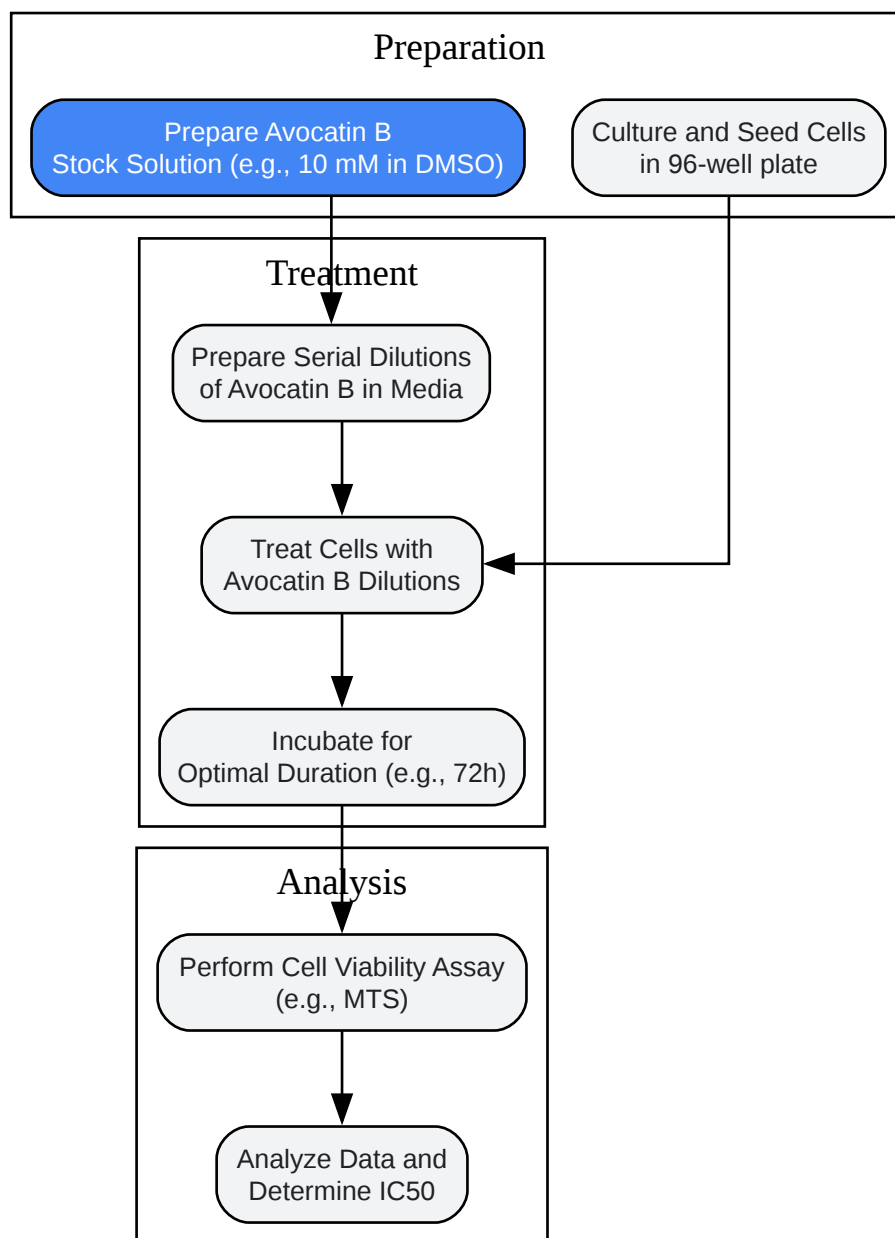 Preparation
Prepare Avocatin B
Stock Solution (e.g., 10 mM in DMSO)
Culture and Seed Cells
in 96-well plate
Treatment
Prepare Serial Dilutions
of Avocatin B in Media
Treat Cells with
Avocatin B Dilutions
Incubate for
Optimal Duration (e.g., 72h)
Analysis
Perform Cell Viability Assay
(e.g., MTS)
Analyze Data and
Determine IC50